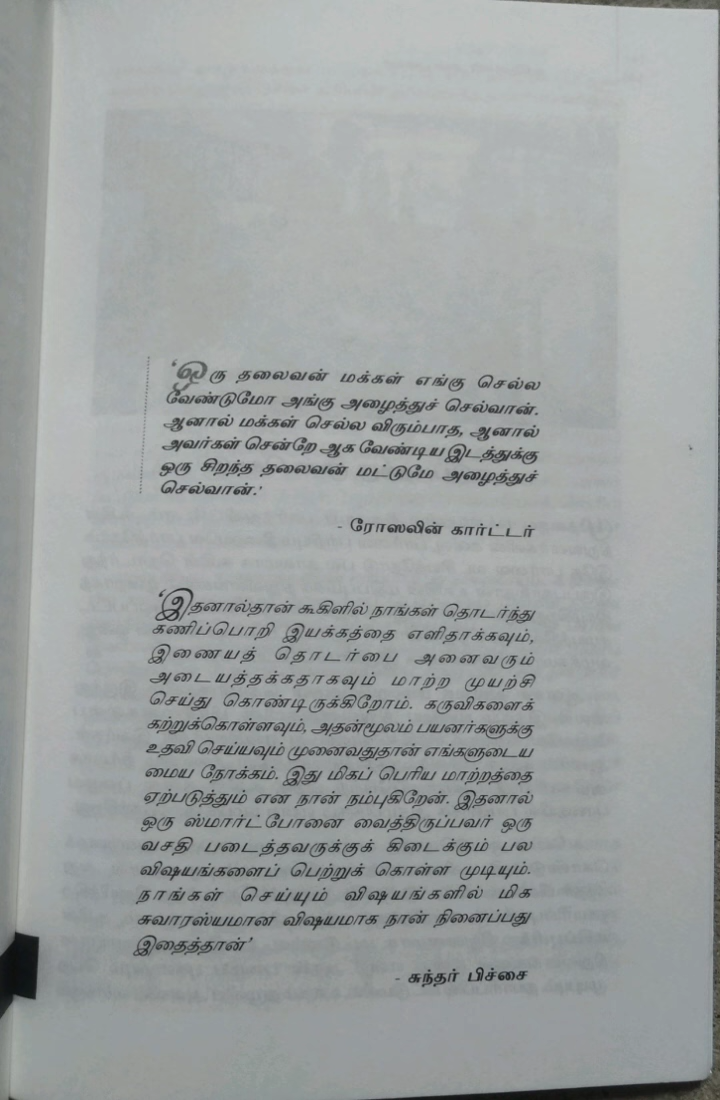 ‘ஒரு தலைவன் மக்கள் எங்கு செல்ல
வேண்டுமோ அங்கு அழைத்துச் செல்வான்.
ஆனால் மக்கள் செல்ல விரும்பாத, ஆனால்
அவர்கள் சென்றே ஆக வேண்டிய இடத்துக்கு
ஒரு சிறந்த தலைவன் மட்டுமே அழைத்துச்
செல்வான்.’
- ரோஸலின் கார்ட்டர்
‘இதனால்தான் கூகிளில் நாங்கள் தொடர்ந்து
கணிப்பொறி இயக்கத்தை எளிதாக்கவும்,
இணையத் தொடர்பை அனைவரும்
அடையத்தக்கதாகவும் மாற்ற முயற்சி
செய்து கொண்டிருக்கிறோம். கருவிகளைக்
கற்றுக்கொள்ளவும், அதன்மூலம் பயனர்களுக்கு
உதவி செய்யவும் முனைவதுதான் எங்களுடைய
மைய நோக்கம். இது மிகப் பெரிய மாற்றத்தை
ஏற்படுத்தும் என நான் நம்புகிறேன். இதனால்
ஒரு ஸ்மார்ட்போனை வைத்திருப்பவர் ஒரு
வசதி படைத்தவருக்குக் கிடைக்கும் பல
விஷயங்களைப் பெற்றுக் கொள்ள முடியும்.
நாங்கள் செய்யும் விஷயங்களில் மிக
சுவாரஸ்யமான விஷயமாக நான் நினைப்பது
இதைத்தான்’
- சுந்தர் பிச்சை